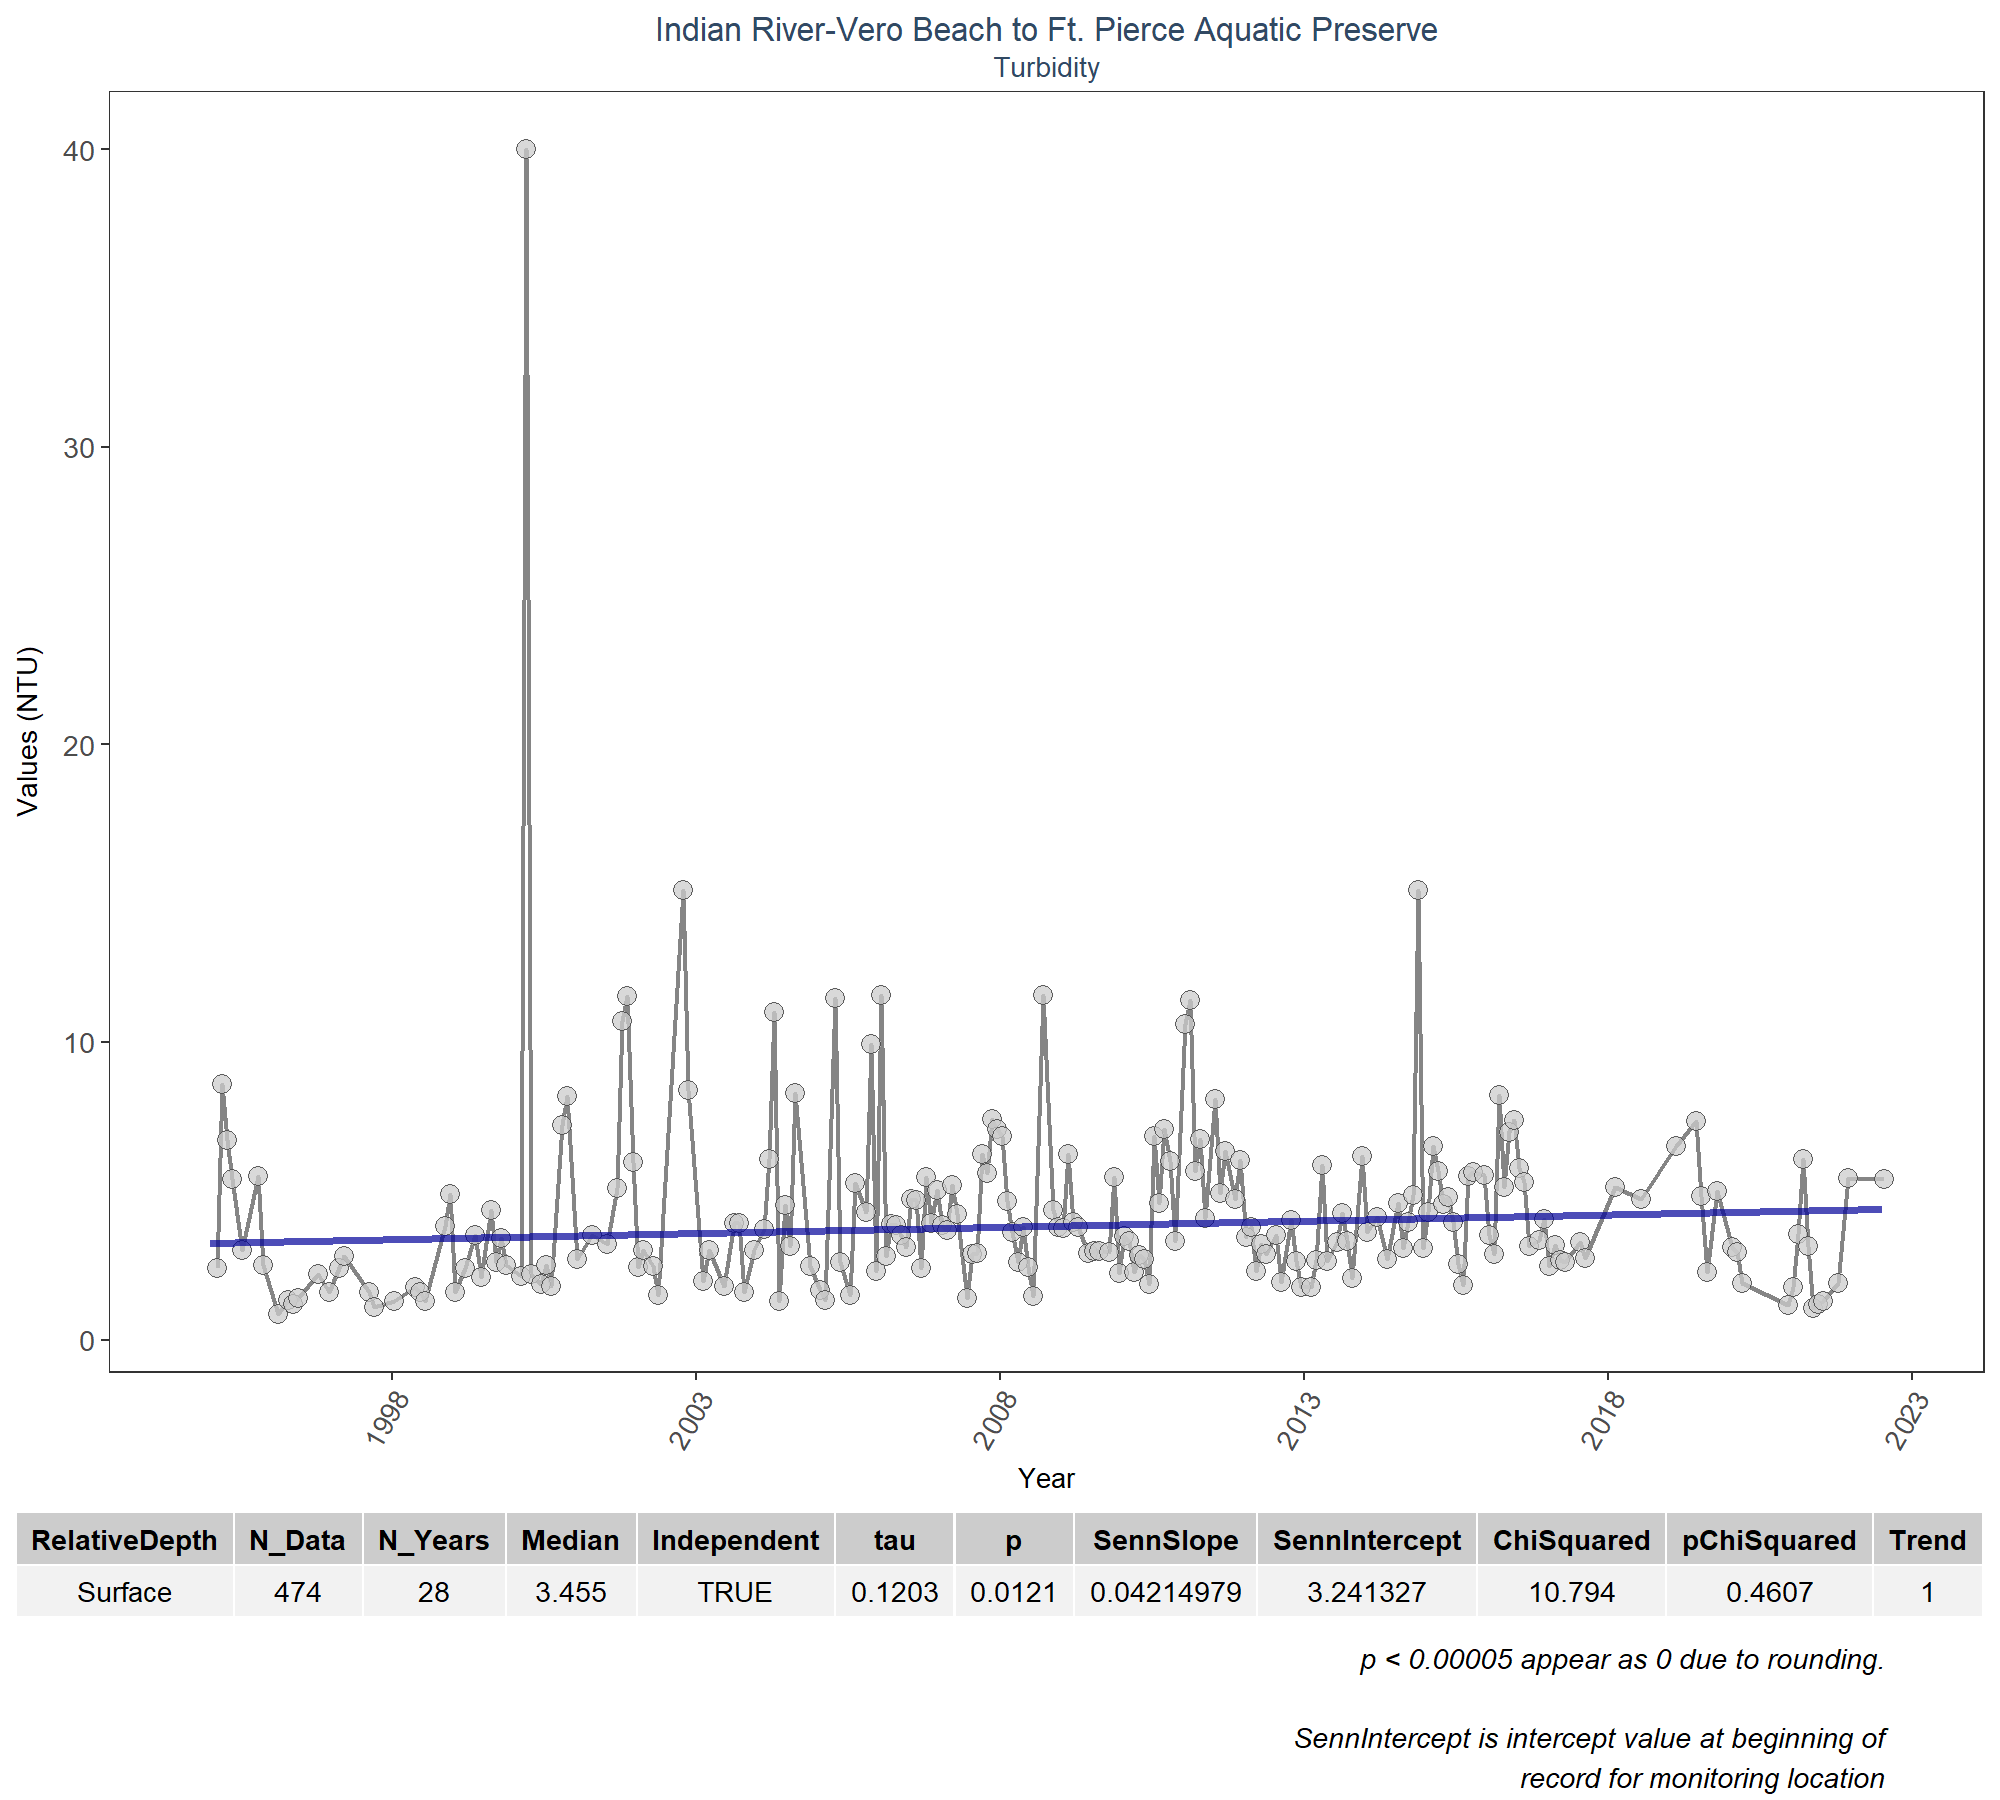 Indian River-Vero Beach to Ft. Pierce Aquatic Preserve
Turbidity
Values (NTU)
40
30
20
10
0
1998 2003 2008 2013 2018 2023
Year
RelativeDepth N_Data N_Years Median Independent tau p SennSlope SennIntercept ChiSquared pChiSquared Trend
Surface 474 28 3.455 TRUE 0.1203 0.0121 0.04214979 3.241327 10.794 0.4607 1
p < 0.00005 appear as 0 due to rounding.
SennIntercept is intercept value at beginning of
record for monitoring location